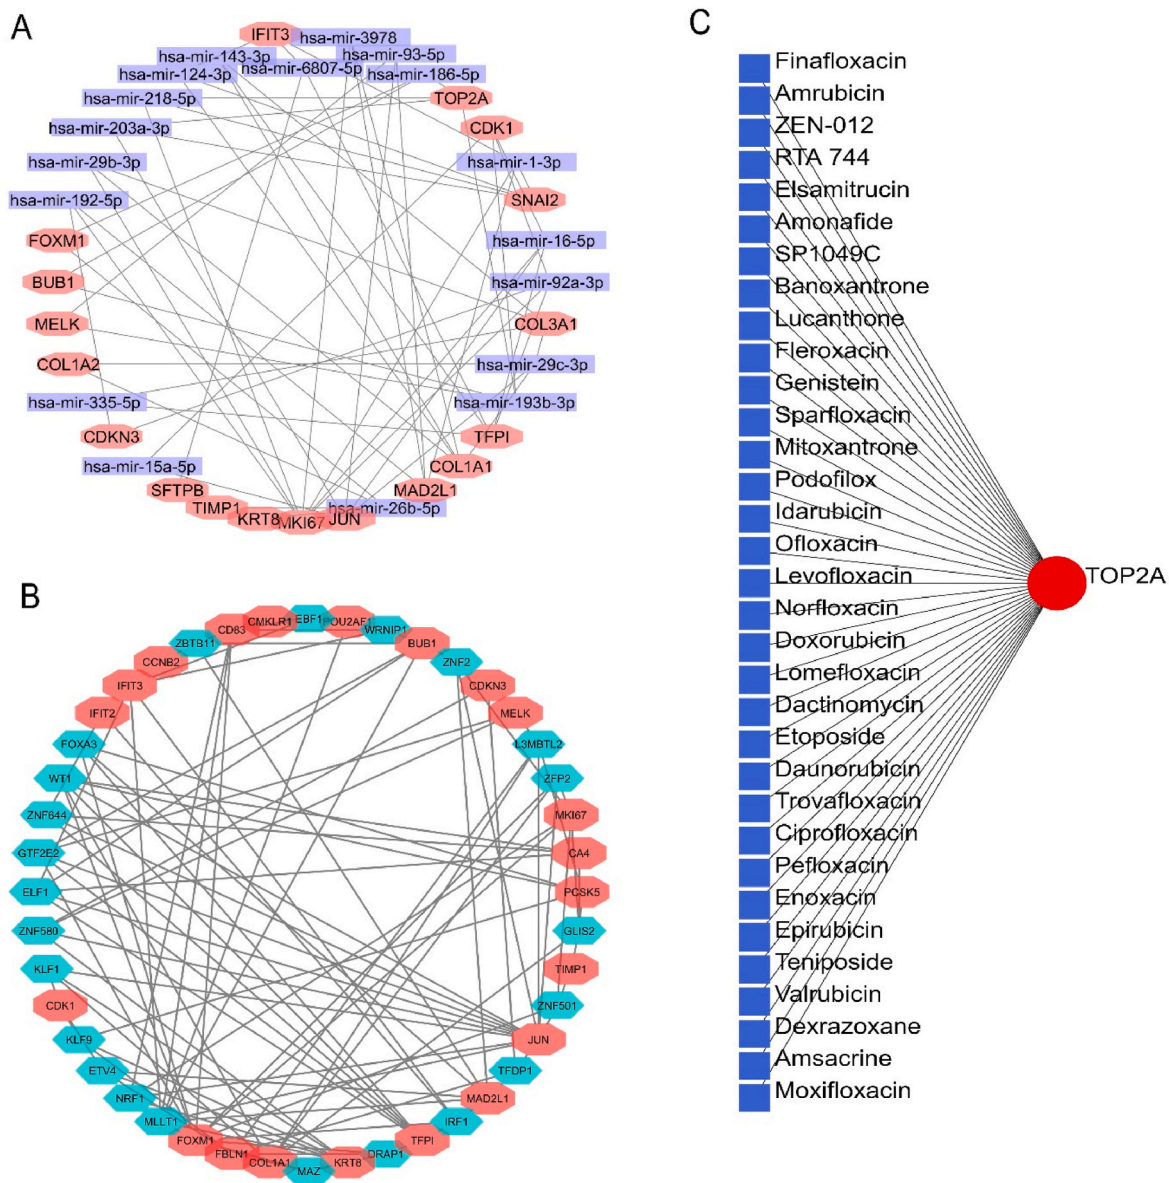 A
IFIT3
hsa-mir-3978
hsa-mir-143-3p
hsa-mir-93-5p
hsa-mir-124-3p
hsa-mir-6807-5p
hsa-mir-186-5p
hsa-mir-218-5p
TOP2A
hsa-mir-203a-3p
CDK1
hsa-mir-29b-3p
hsa-mir-1-3p
hsa-mir-192-5p
SNAI2
FOXM1
hsa-mir-16-5p
BUB1
hsa-mir-92a-3p
MELK
COL3A1
COL1A2
hsa-mir-29c-3p
hsa-mir-335-5p
hsa-mir-193b-3p
CDKN3
TFPI
hsa-mir-15a-5p
COL1A1
SFTPB
MAD2L1
TIMP1
hsa-mir-26b-5p
KRT8
MKI67
JUN
B
CD83
CMKLR1
EBF1
POU2AF1
WRNIP1
ZBTB11
BUB1
CCNB2
ZNF2
IFIT3
CDKN3
IFIT2
MELK
FOXA3
L3MBTL2
WT1
ZFP2
ZNF644
MKI67
GTF2E2
CA4
ELF1
PCSK5
ZNF580
GLIS2
KLF1
TIMP1
CDK1
ZNF501
KLF9
JUN
ETV4
TFDP1
NRF1
MAD2L1
MLLT1
IRF1
FOXM1
TFPI
FBLN1
DRAP1
COL1A1
MAZ
KRT8
C
Finafloxacin
Amrubicin
ZEN-012
RTA 744
Elsamitrucin
Amonafide
SP1049C
Banoxantrone
Lucanthone
Fleroxacin
Genistein
Sparfloxacin
Mitoxantrone
Podofilox
Idarubicin
Ofloxacin
Levofloxacin
Norfloxacin
Doxorubicin
Lomefloxacin
Dactinomycin
Etoposide
Daunorubicin
Trovafloxacin
Ciprofloxacin
Pefloxacin
Enoxacin
Epirubicin
Teniposide
Valrubicin
Dexrazoxane
Amsacrine
Moxifloxacin
TOP2A